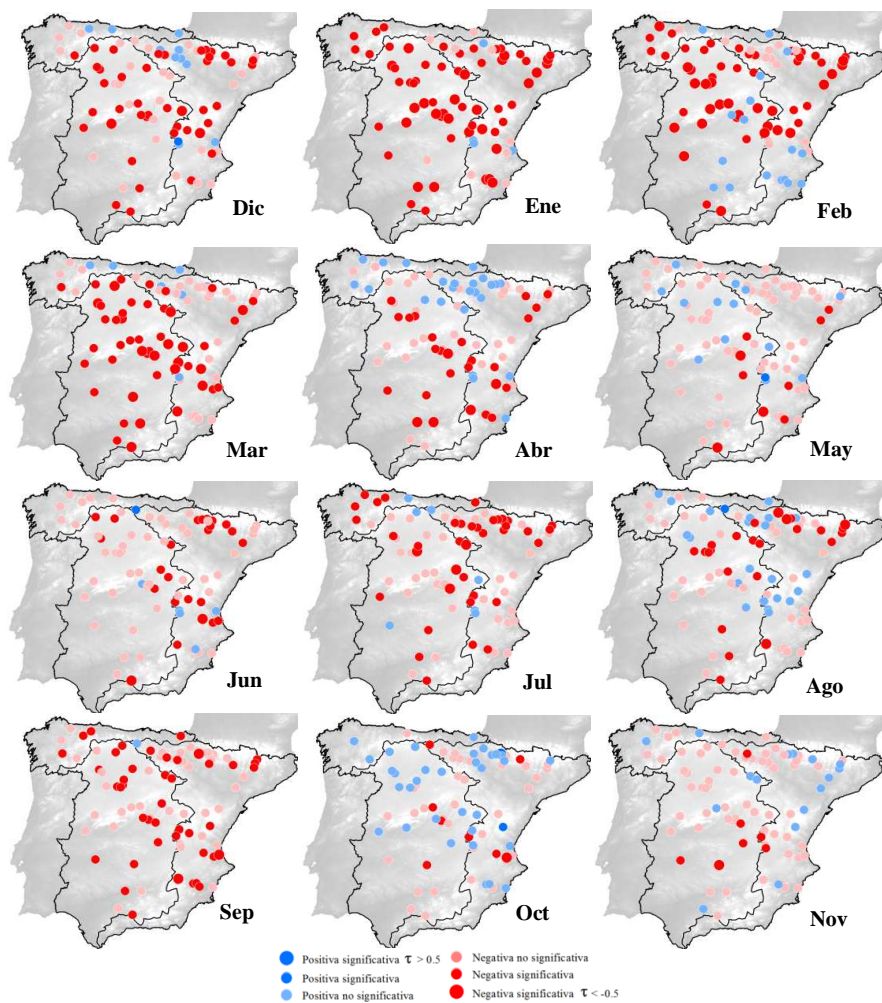 Dic
Ene
Feb
Mar
Abr
May
Jun
Jul
Ago
Sep
Oct
Nov
Positiva significativa τ > 0.5
Negativa no significativa
Positiva significativa
Negativa significativa
Positiva no significativa
Negativa significativa τ < -0.5